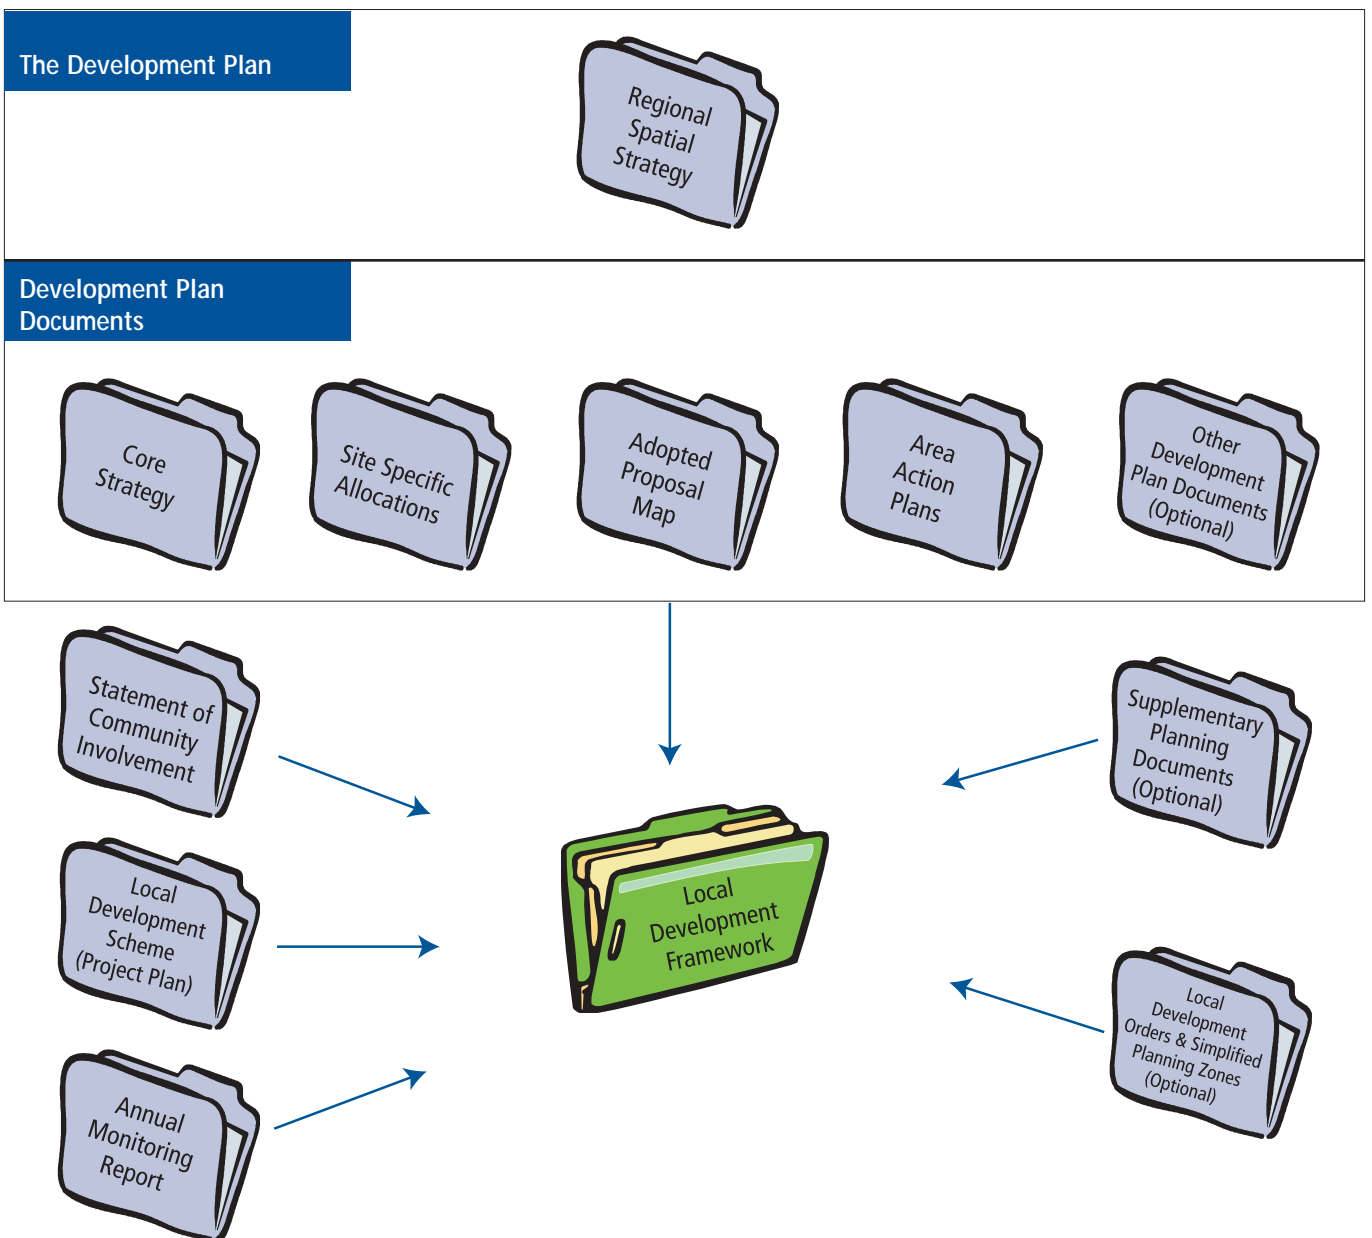 The Development Plan
Regional
Spatial
Strategy
Development Plan
Documents
Core
Strategy
Site Specific
Allocations
Adopted
Proposal
Map
Area
Action
Plans
Other
Development
Plan Documents
(Optional)
Statement of
Community
Involvement
Supplementary
Planning
Documents
(Optional)
Local
Development
Scheme
(Project Plan)
Local
Development
Framework
Local
Development
Orders & Simplified
Planning Zones
(Optional)
Annual
Monitoring
Report